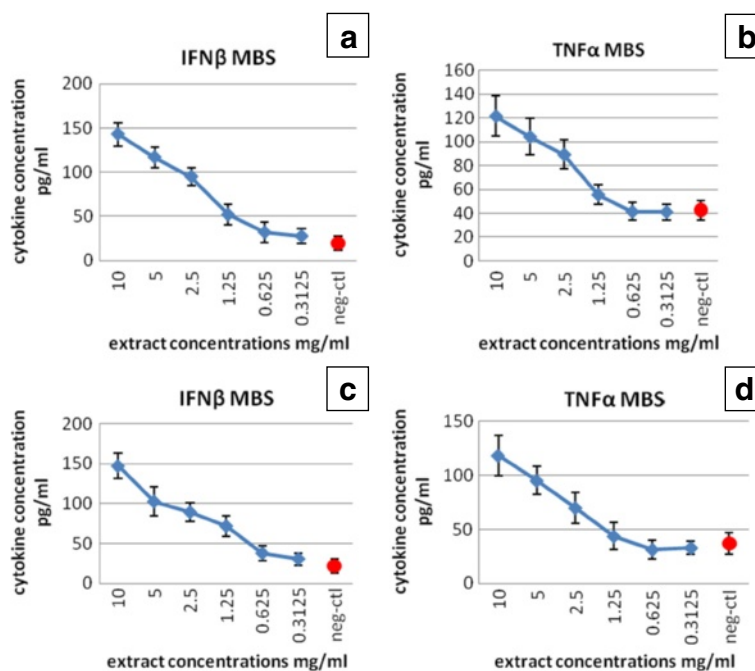 a
IFNβ MBS
cytokine concentration
pg/ml
200
150
100
50
0
10
5
2.5
1.25
0.625
0.3125
neg-ctl
extract concentrations mg/ml
b
TNFα MBS
cytokine concentration
pg/ml
160
140
120
100
80
60
40
20
0
10
5
2.5
1.25
0.625
0.3125
neg-ctl
extract concentrations mg/ml
c
IFNβ MBS
cytokine concentration
pg/ml
200
150
100
50
0
10
5
2.5
1.25
0.625
0.3125
neg-ctl
extract concentrations mg/ml
d
TNFα MBS
cytokine concentration
pg/ml
150
100
50
0
10
5
2.5
1.25
0.625
0.3125
neg-ctl
extract concentrations mg/ml